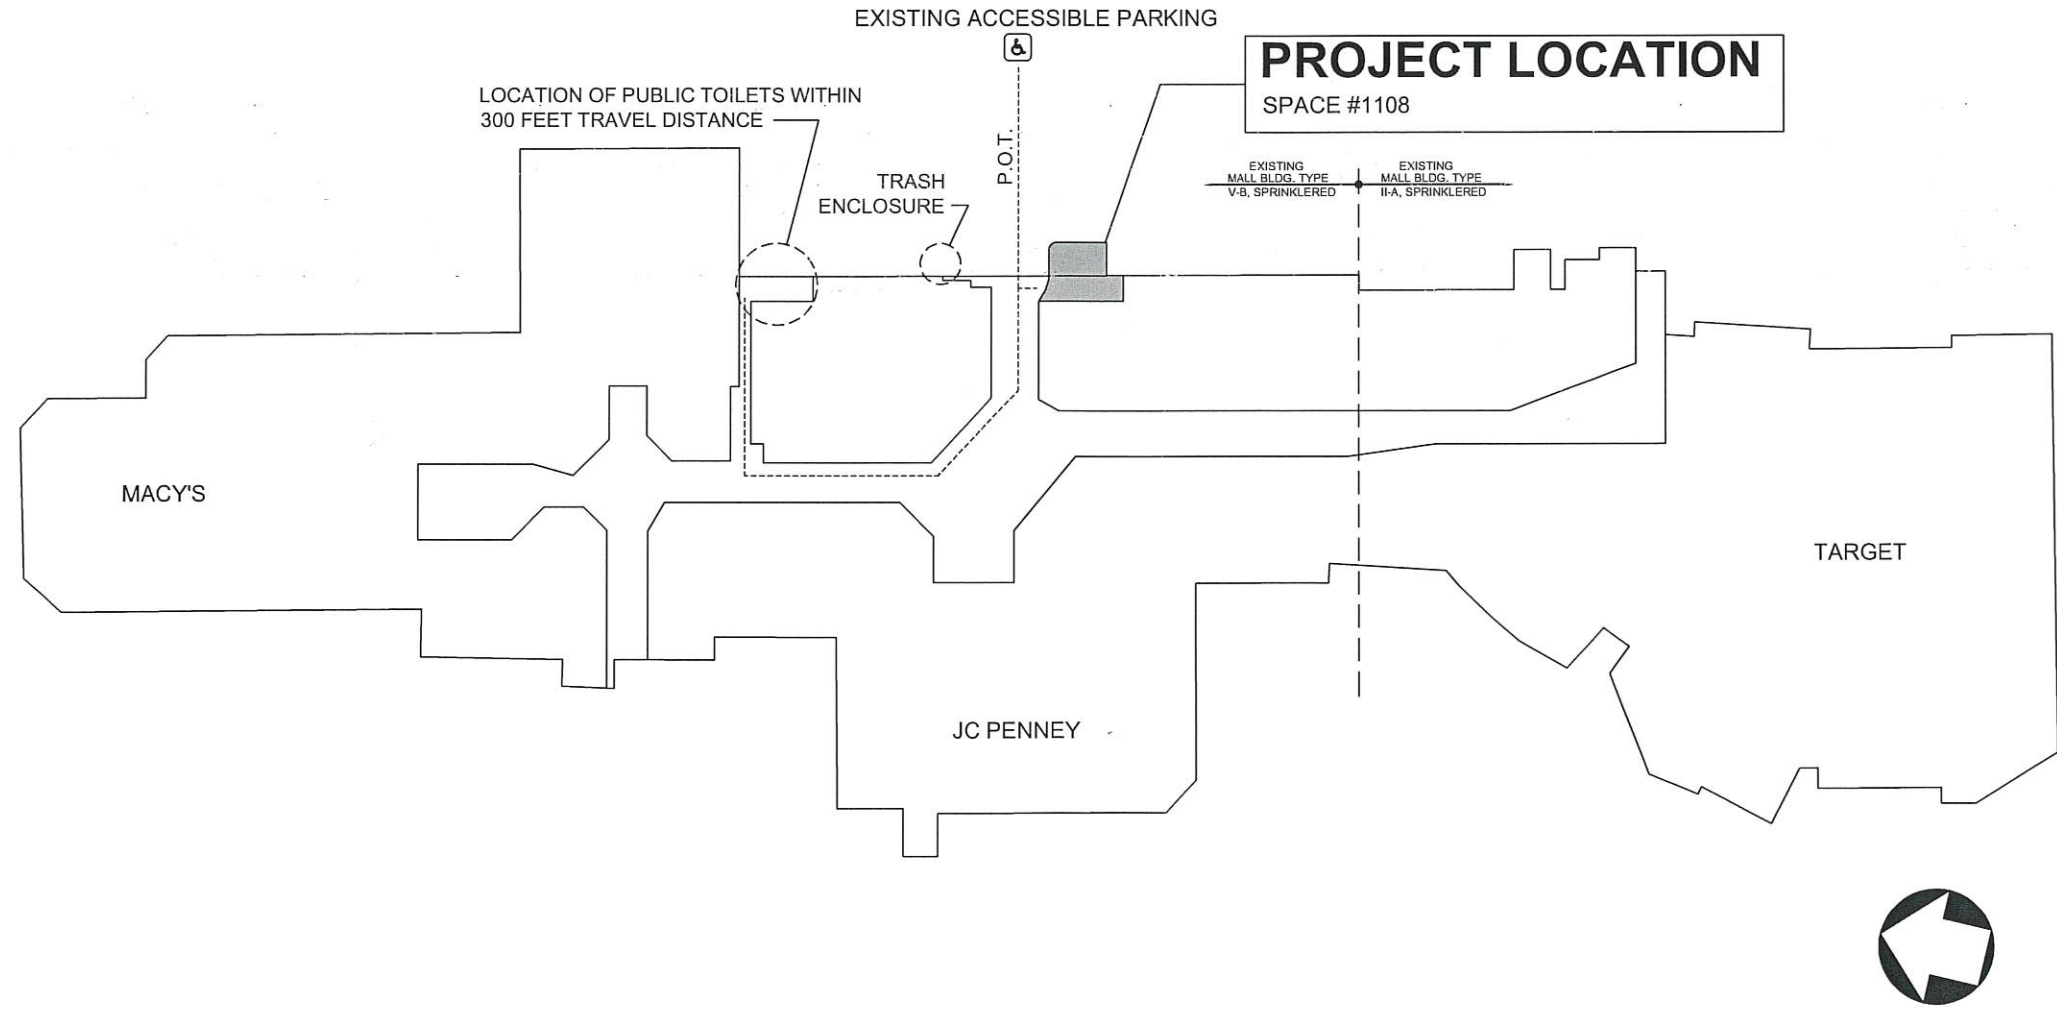 EXISTING ACCESSIBLE PARKING
PROJECT LOCATION
SPACE #1108
LOCATION OF PUBLIC TOILETS WITHIN
300 FEET TRAVEL DISTANCE
P.O.T.
TRASH
ENCLOSURE
EXISTING
MALL BLDG. TYPE
V-B, SPRINKLERED
EXISTING
MALL BLDG. TYPE
II-A, SPRINKLERED
MACY'S
TARGET
JC PENNEY